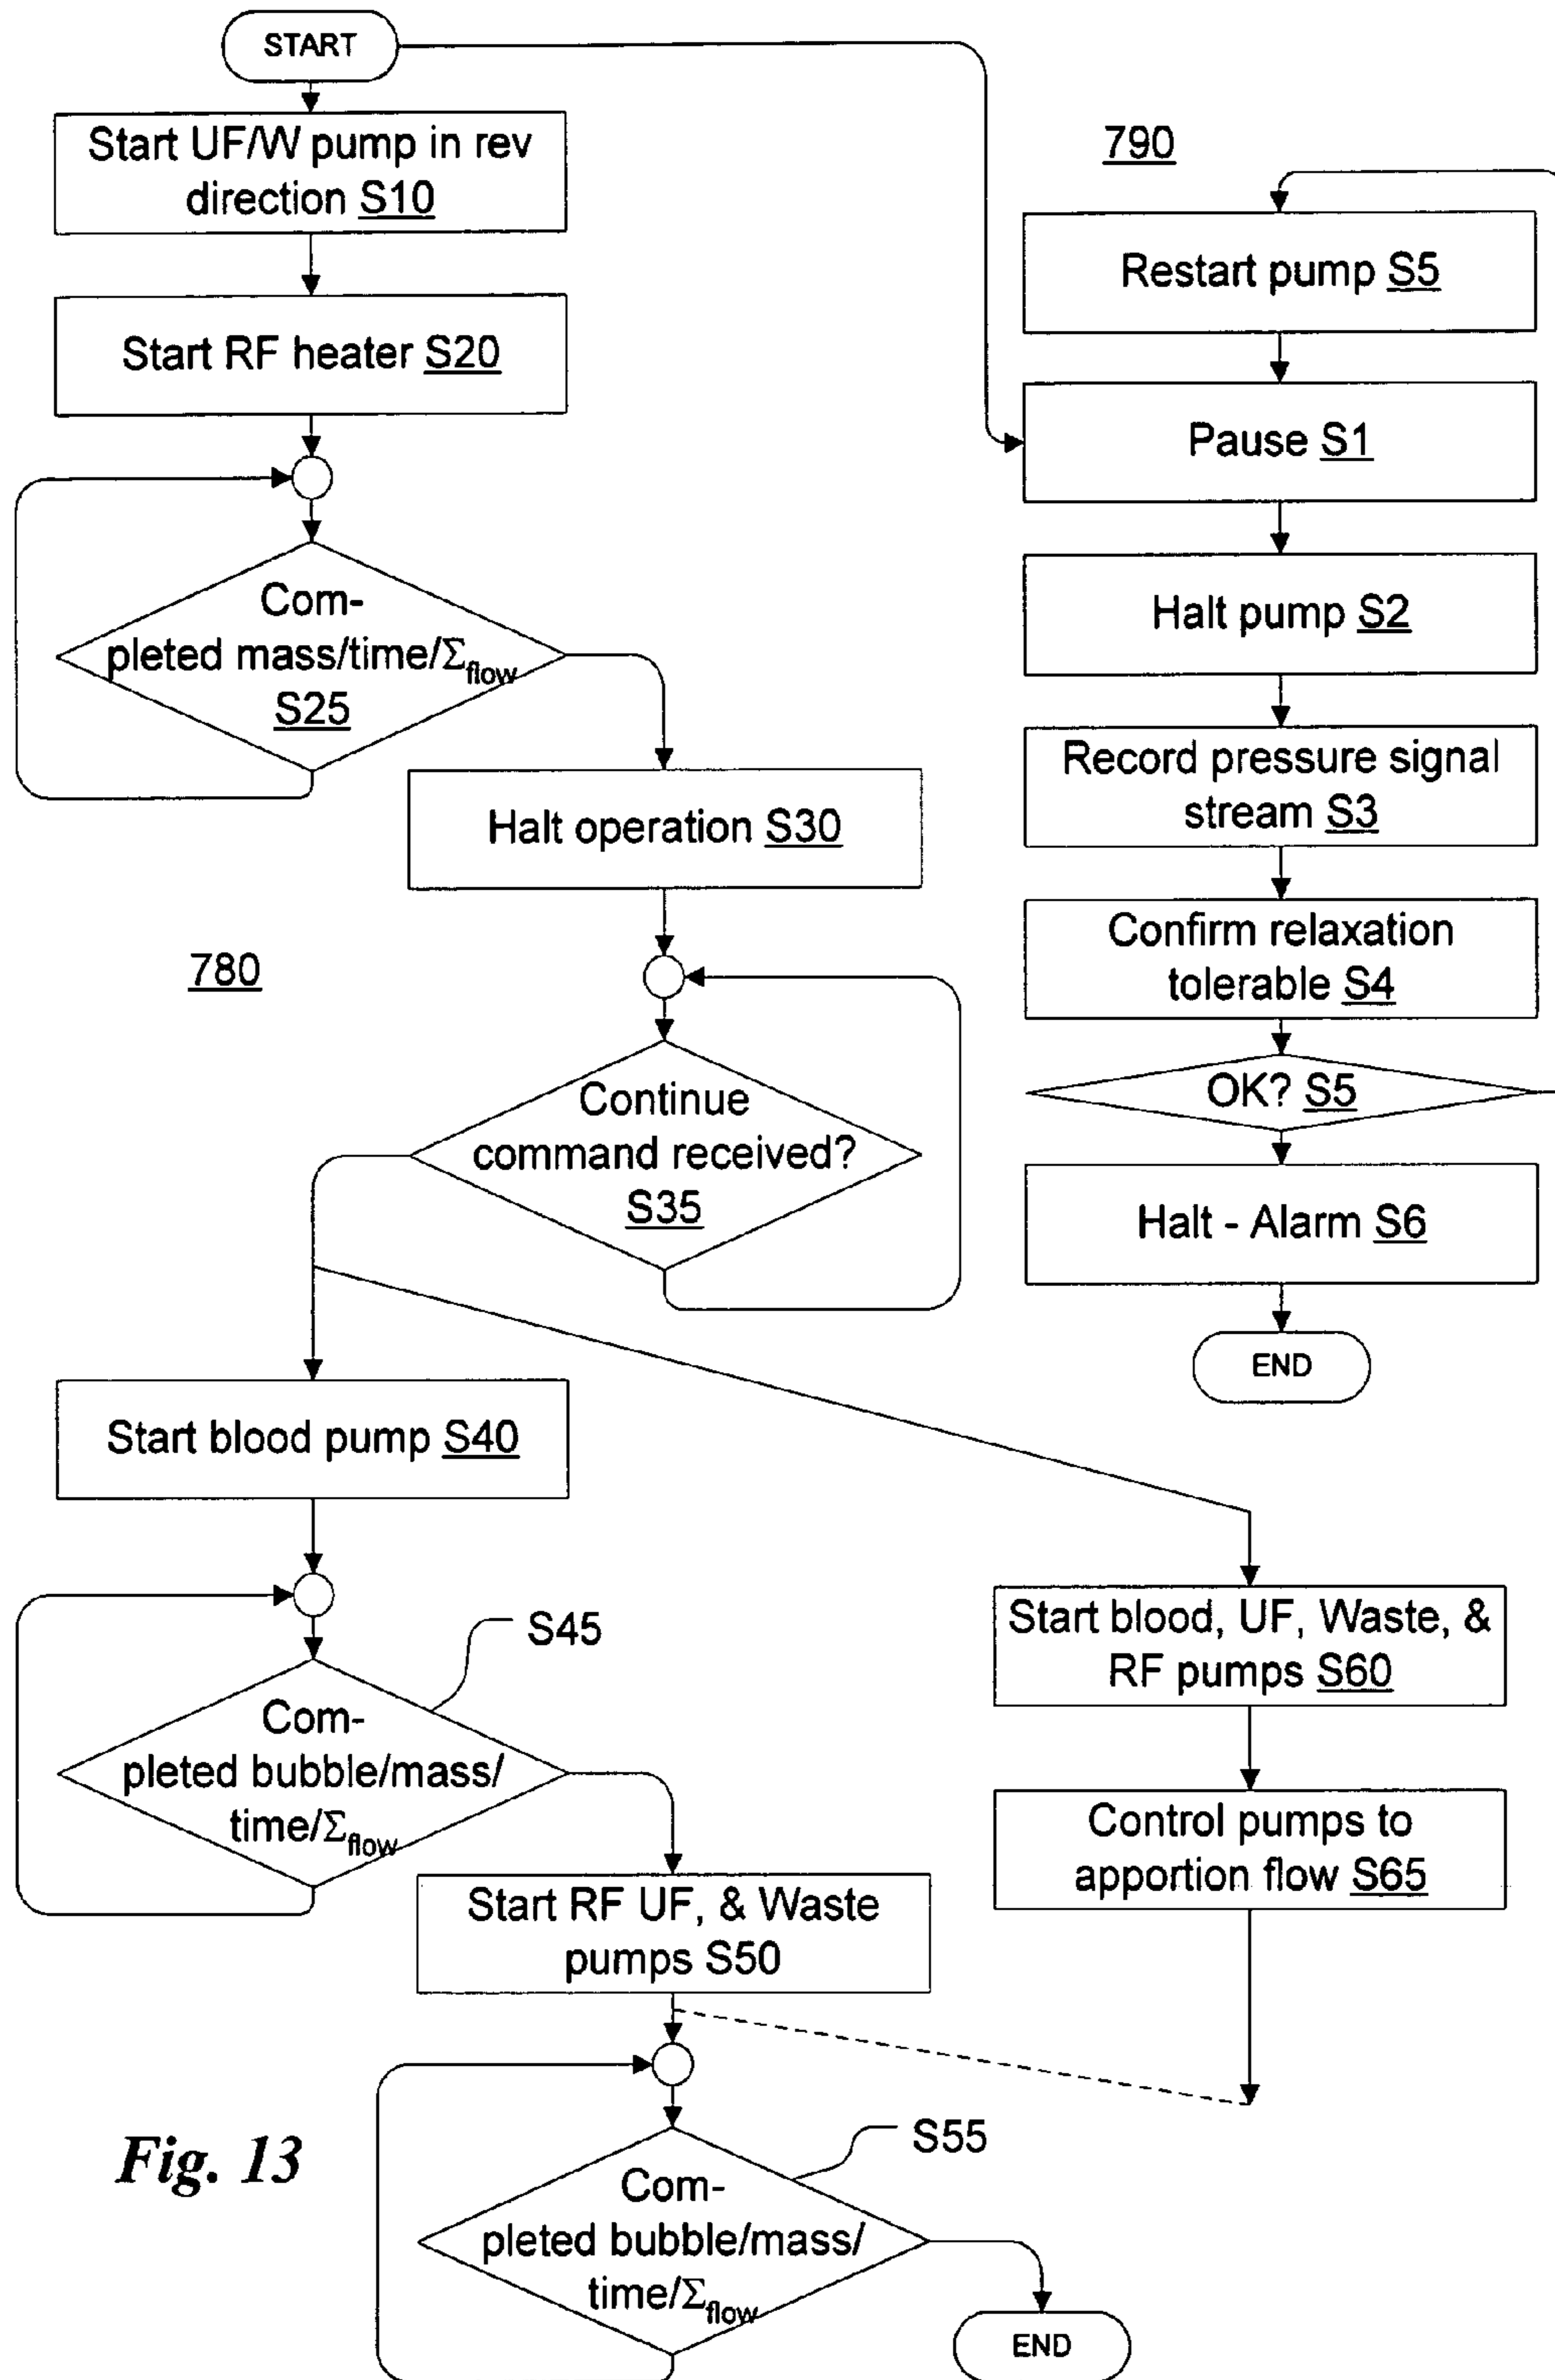 START
Start UF/W pump in rev
direction S10
Start RF heater S20
Com-
pleted mass/time/Σflow
S25
Halt operation S30
780
Continue
command received?
S35
Start blood pump S40
S45
Com-
pleted bubble/mass/
time/Σflow
Start RF UF, & Waste
pumps S50
S55
Com-
pleted bubble/mass/
time/Σflow
END
790
Restart pump S5
Pause S1
Halt pump S2
Record pressure signal
stream S3
Confirm relaxation
tolerable S4
OK? S5
Halt - Alarm S6
END
Start blood, UF, Waste, &
RF pumps S60
Control pumps to
apportion flow S65
Fig. 13